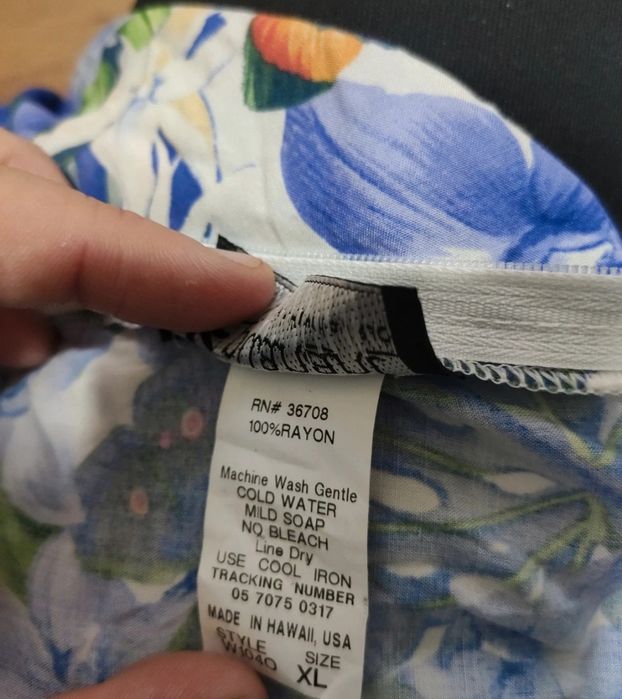 RN# 36708
100%RAYON
Machine Wash Gentle
COLD WATER
MILD SOAP
NO BLEACH
Line Dry
USE COOL IRON
TRACKING NUMBER
05 7075 0317
MADE IN HAWAII, USA
STYLE SIZE
W1040 XL